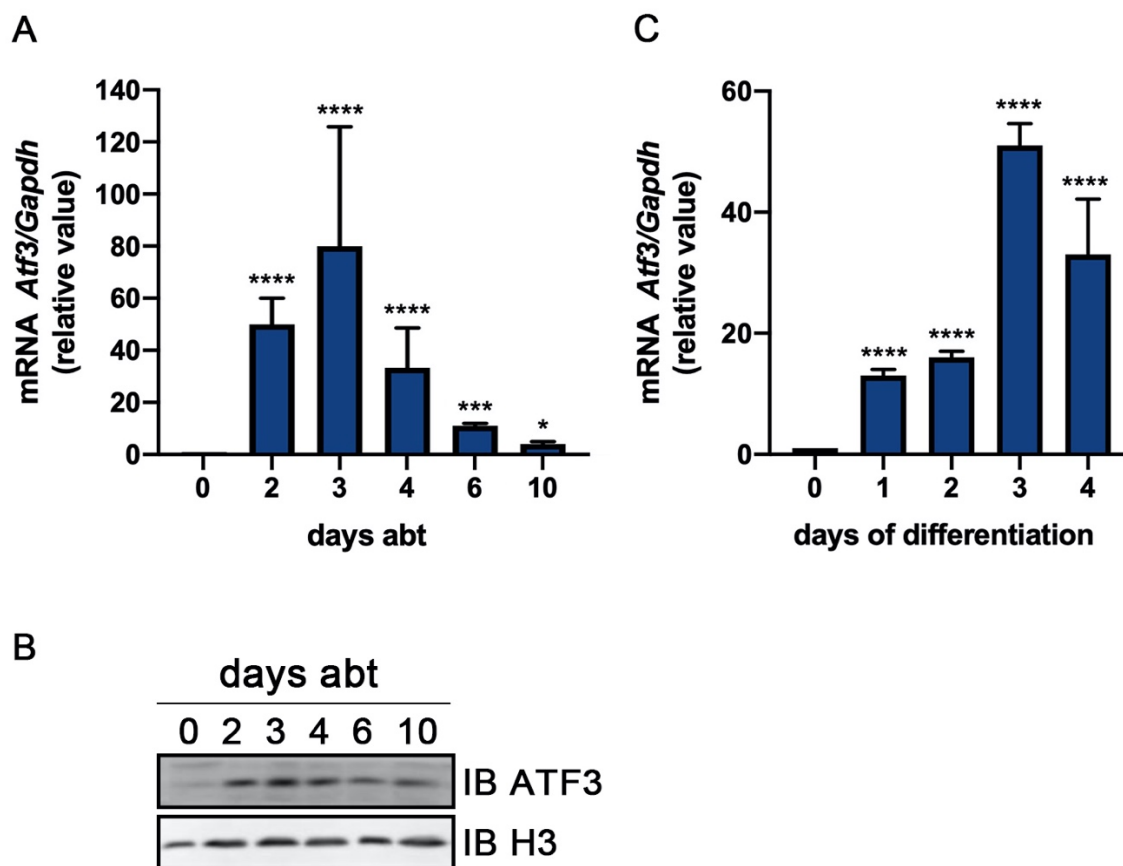 A
mRNA Atf3/Gapdh
(relative value)
140
120
100
80
60
40
20
0
****
****
****
***
*
0 2 3 4 6 10
days abt
C
mRNA Atf3/Gapdh
(relative value)
60
40
20
0
****
****
****
****
0 1 2 3 4
days of differentiation
B
days abt
0 2 3 4 6 10
IB ATF3
IB H3